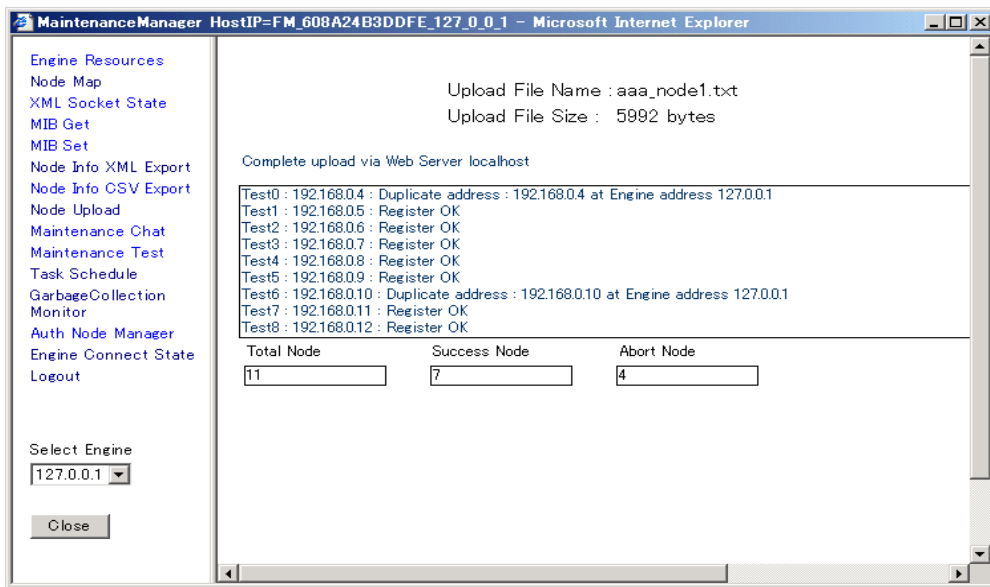 MaintenanceManager HostIP=FM_608A24B3DDFE_127_0_0_1 - Microsoft Internet Explorer
Engine Resources
Node Map
XML Socket State
MIB Get
MIB Set
Node Info XML Export
Node Info CSV Export
Node Upload
Maintenance Chat
Maintenance Test
Task Schedule
GarbageCollection
Monitor
Auth Node Manager
Engine Connect State
Logout
Select Engine
127.0.0.1
Close
Upload File Name : aaa_node1.txt
Upload File Size : 5992 bytes
Complete upload via Web Server localhost
Test0 : 192.168.0.4 : Duplicate address : 192.168.0.4 at Engine address 127.0.0.1
Test1 : 192.168.0.5 : Register OK
Test2 : 192.168.0.6 : Register OK
Test3 : 192.168.0.7 : Register OK
Test4 : 192.168.0.8 : Register OK
Test5 : 192.168.0.9 : Register OK
Test6 : 192.168.0.10 : Duplicate address : 192.168.0.10 at Engine address 127.0.0.1
Test7 : 192.168.0.11 : Register OK
Test8 : 192.168.0.12 : Register OK
Total Node Success Node Abort Node
11 7 4